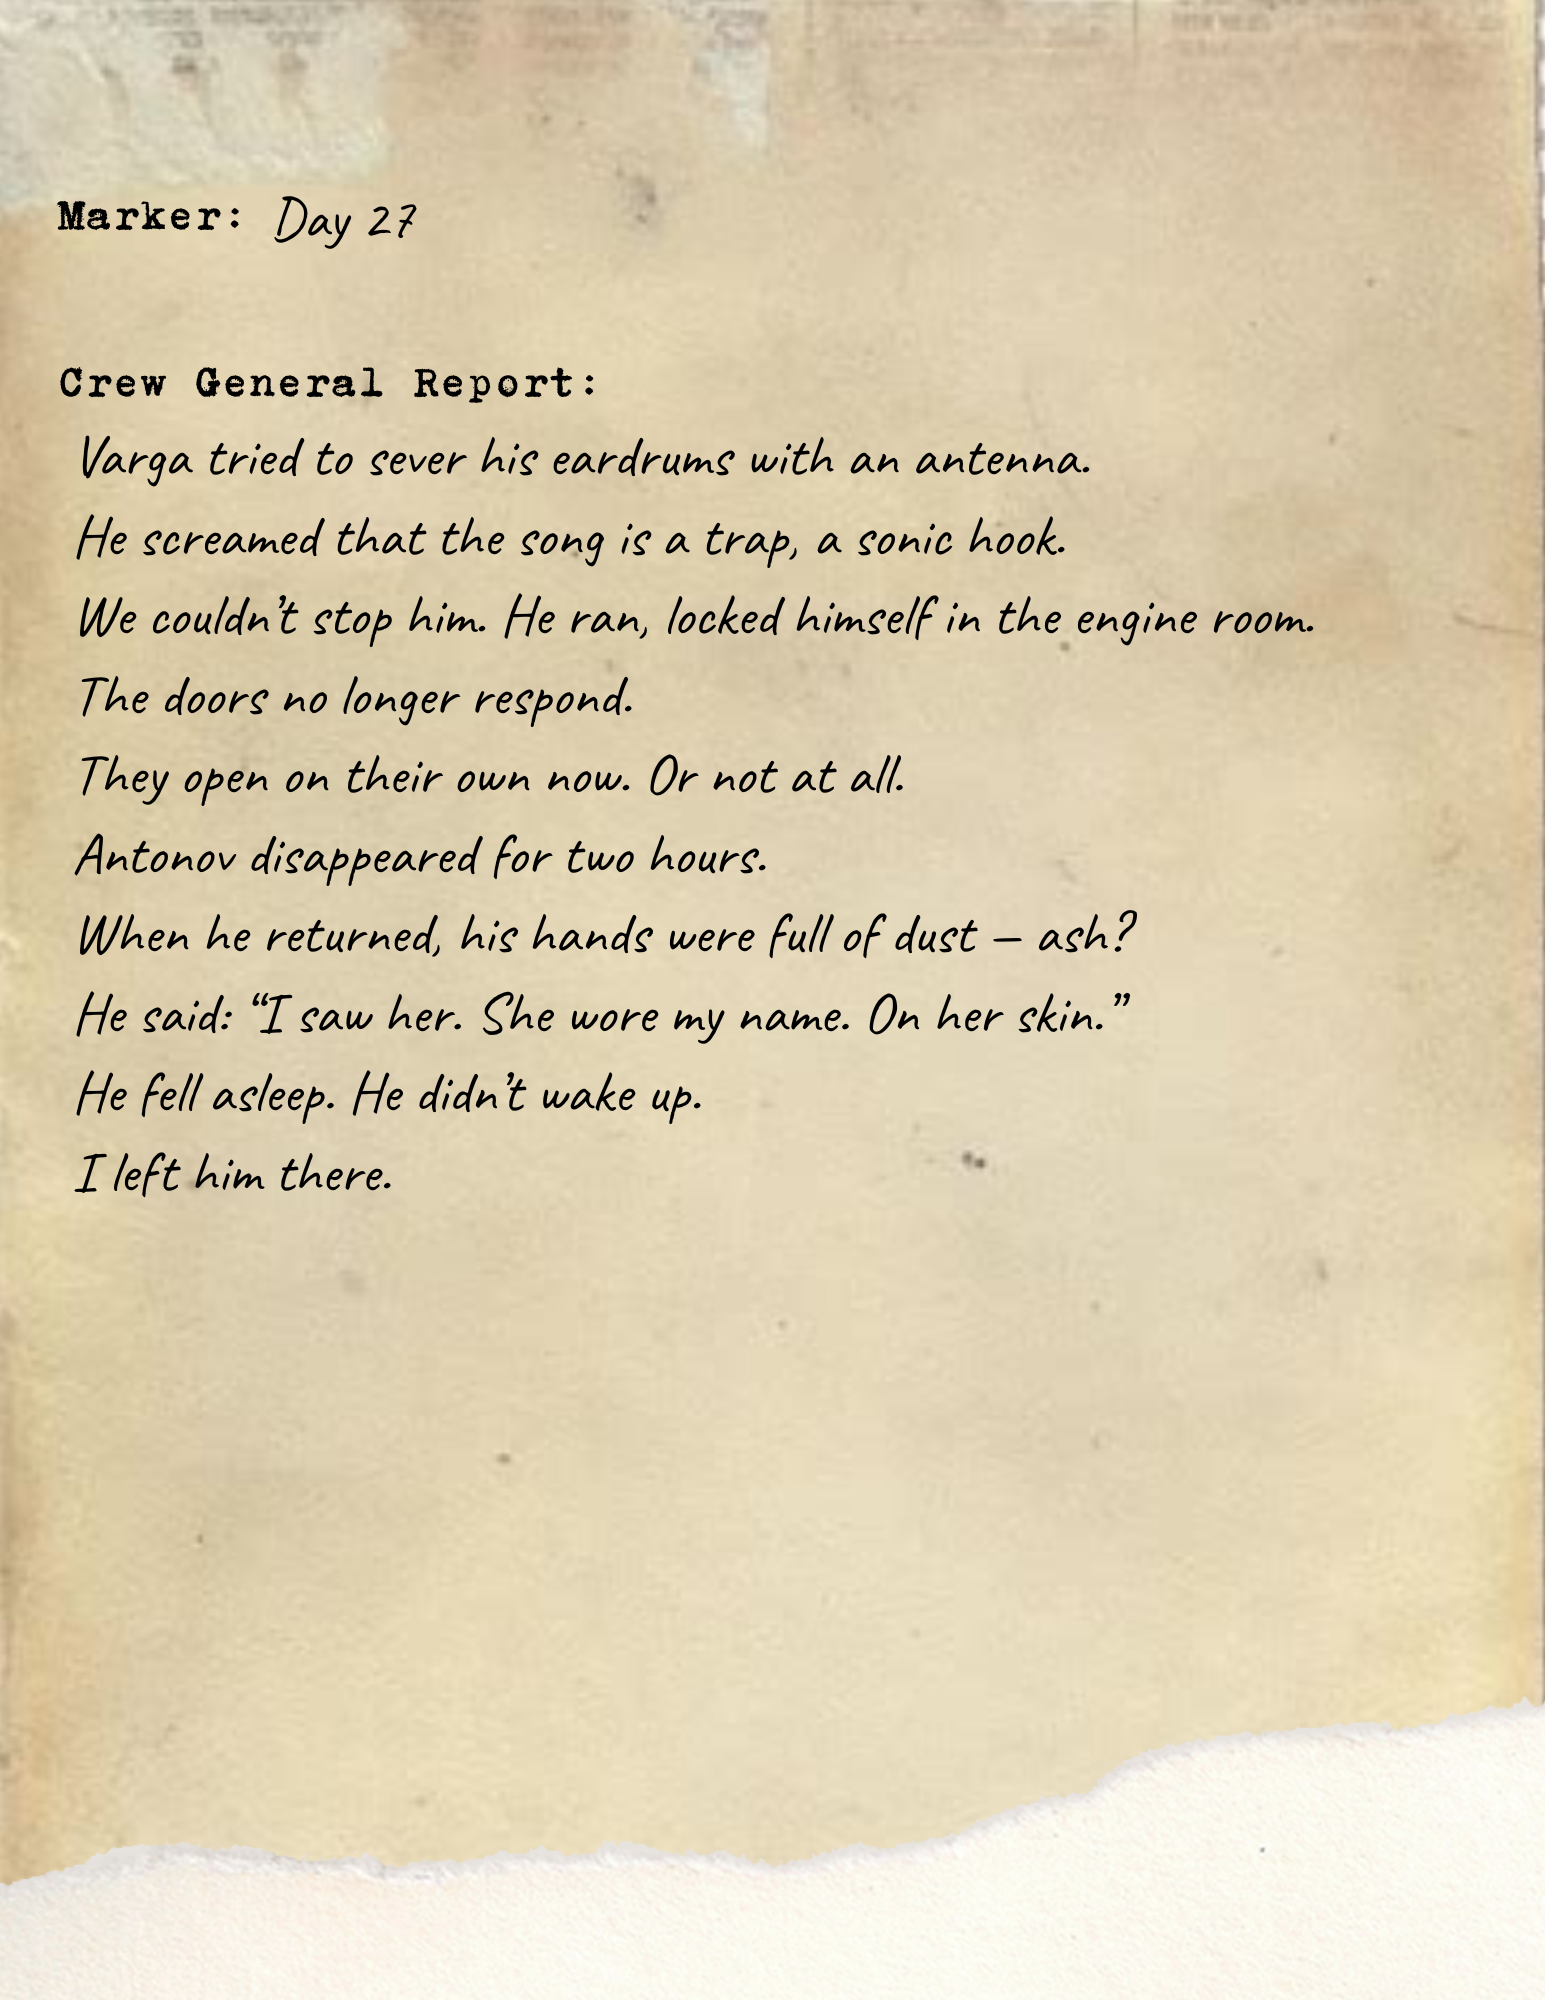 Marker: Day 27
Crew General Report:
Varga tried to sever his eardrums with an antenna.
He screamed that the song is a trap, a sonic hook.
We couldn’t stop him. He ran, locked himself in the engine room.
The doors no longer respond.
They open on their own now. Or not at all.
Antonov disappeared for two hours.
When he returned, his hands were full of dust – ash?
He said: “I saw her. She wore my name. On her skin.”
He fell asleep. He didn’t wake up.
I left him there.